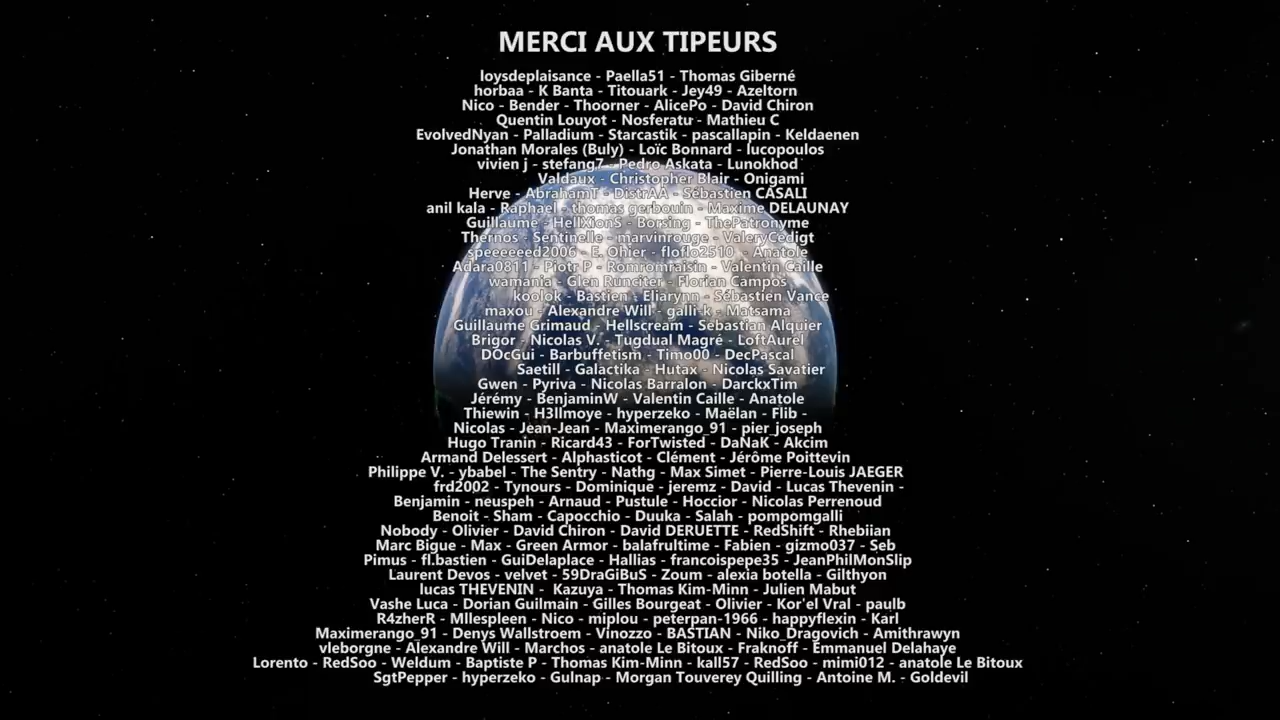 MERCI AUX TIPEURS
loysdeplaisance - Paella51 - Thomas Giberné
horbaa - K Banta - Titouark - Jey49 - Azeltorn
Nico - Bender - Thoorner - AlicePo - David Chiron
Quentin Louyot - Nosferatu - Mathieu C
EvolvedNyan - Palladium - Starcastik - pascallapin - Keldaenen
Jonathan Morales (Buly) - Loïc Bonnard - lucopoulos
vivien j - stefang7 - Pedro Askata - Lunokhod
Valdaux - Christopher Blair - Onigami
Herve - AbrahamT - DistrAA - Sébastien CASALI
anil kala - Raphael - thomas gerbouin - Maxime DELAUNAY
Guillaume - HellXionS - Borsing - ThePatronyme
Thernos - Sentinelle - marvinrouge - ValeryCedigt
speeeeeed2006 - E. Ohier - floflo2510 - Anatole
Adara0811 - Piotr P - Romromraisin - Valentin Caille
wamania - Glen Runciter - Florian Campos
koolok - Bastien - Eliarynn - Sébastien Vance
maxou - Alexandre Will - galli-k - Matsama
Guillaume Grimaud - Hellscream - Sebastian Alquier
Brigor - Nicolas V. - Tugdual Magré - LoftAurel
DOcGui - Barbuffetism - Timo00 - DecPascal
Saetill - Galactika - Hutax - Nicolas Savatier
Gwen - Pyriva - Nicolas Barralon - DarckxTim
Jérémy - BenjaminW - Valentin Caille - Anatole
Thiewin - H3llmoye - hyperzeko - Maëlan - Flib -
Nicolas - Jean-Jean - Maximerango_91 - pier_joseph
Hugo Tranin - Ricard43 - ForTwisted - DaNaK - Akcim
Armand Delessert - Alphasticot - Clément - Jérôme Poittevin
Philippe V. - ybabel - The Sentry - Nathg - Max Simet - Pierre-Louis JAEGER
frd2002 - Tynours - Dominique - jeremz - David - Lucas Thevenin -
Benjamin - neuspeh - Arnaud - Pustule - Hoccior - Nicolas Perrenoud
Benoit - Sham - Capocchio - Duuka - Salah - pompomgalli
Nobody - Olivier - David Chiron - David DERUETTE - RedShift - Rhebiian
Marc Bigue - Max - Green Armor - balafrultime - Fabien - gizmo037 - Seb
Pimus - fl.bastien - GuiDelaplace - Hallias - francoispepe35 - JeanPhilMonSlip
Laurent Devos - velvet - 59DraGiBuS - Zoum - alexia botella - Gilthyon
lucas THEVENIN - Kazuya - Thomas Kim-Minn - Julien Mabut
Vashe Luca - Dorian Guilmain - Gilles Bourgeat - Olivier - Kor'el Vral - paulb
R4zherR - Mllespleen - Nico - miplou - peterpan-1966 - happyflexin - Karl
Maximerango_91 - Denys Wallstroem - Vinozzo - BASTIAN - Niko_Dragovich - Amithrawyn
vleborgne - Alexandre Will - Marchos - anatole Le Bitoux - Fraknoff - Emmanuel Delahaye
Lorento - RedSoo - Weldum - Baptiste P - Thomas Kim-Minn - kall57 - RedSoo - mimi012 - anatole Le Bitoux
SgtPepper - hyperzeko - Gulnap - Morgan Touverey Quilling - Antoine M. - Goldevil